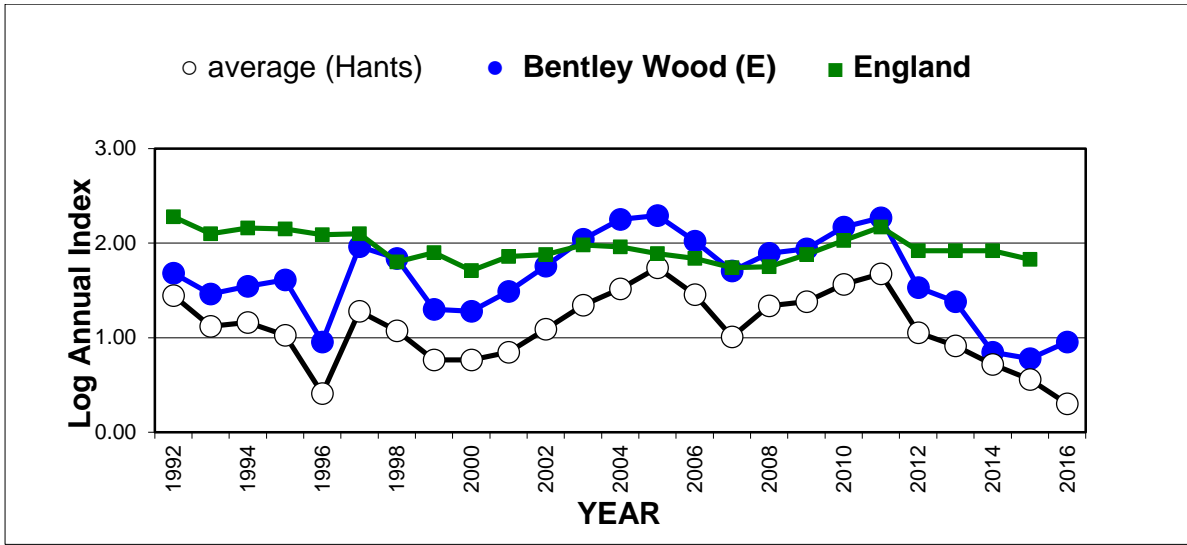 average (Hants) Bentley Wood (E) England
Log Annual Index
3.00
2.00
1.00
0.00
1992 1994 1996 1998 2000 2002 2004 2006 2008 2010 2012 2014 2016
YEAR